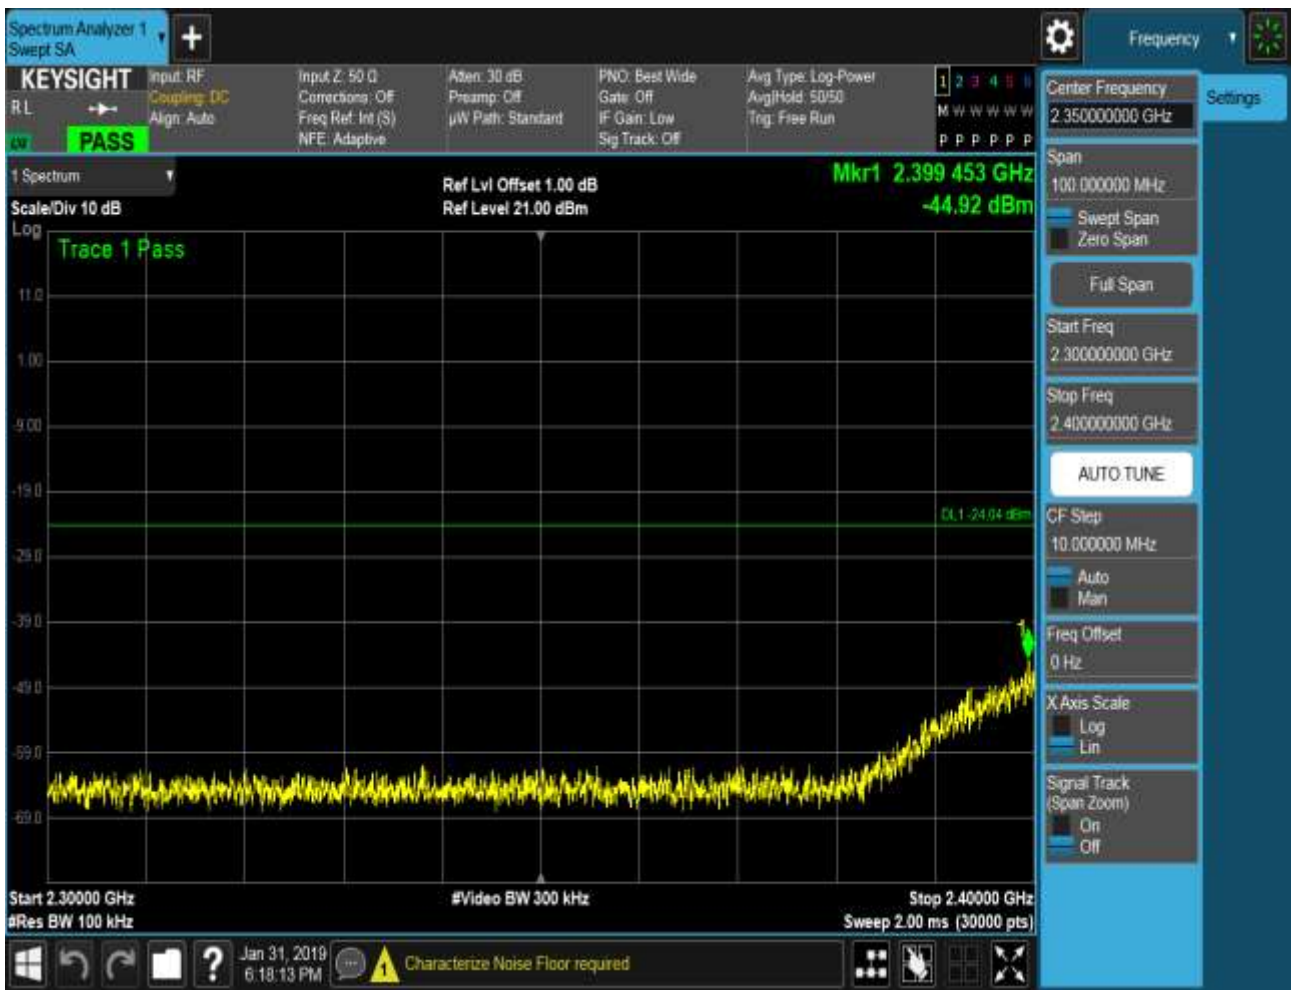 Spectrum Analyzer 1
Swept SA
+
Frequency
KEYSIGHT
Input: RF
Input Z: 50 Ω
Atten: 30 dB
PNO: Best Wide
Avg Type: Log-Power
1 2 3 4 5 6
R L
Coupling: DC
Corrections: Off
Preamp: Off
Gate: Off
Avg|Hold: 50/50
M W W W W W
Align: Auto
Freq Ref: Int (S)
µW Path: Standard
IF Gain: Low
Trig: Free Run
PASS
NFE: Adaptive
Sig Track: Off
P P P P P P
1 Spectrum
Ref Lvl Offset 1.00 dB
Mkr1 2.399 453 GHz
Scale/Div 10 dB
Ref Level 21.00 dBm
-44.92 dBm
Log
Trace 1 Pass
11.0
1.00
-9.00
-19.0
DL1 -24.04 dBm
-29.0
-39.0
1
-49.0
-59.0
-69.0
Start 2.30000 GHz
#Video BW 300 kHz
Stop 2.40000 GHz
#Res BW 100 kHz
Sweep 2.00 ms (30000 pts)
Center Frequency
2.350000000 GHz
Settings
Span
100.000000 MHz
Swept Span
Zero Span
Full Span
Start Freq
2.300000000 GHz
Stop Freq
2.400000000 GHz
AUTO TUNE
CF Step
10.000000 MHz
Auto
Man
Freq Offset
0 Hz
X Axis Scale
Log
Lin
Signal Track
(Span Zoom)
On
Off
?
Jan 31, 2019
6:18:13 PM
1
Characterize Noise Floor required